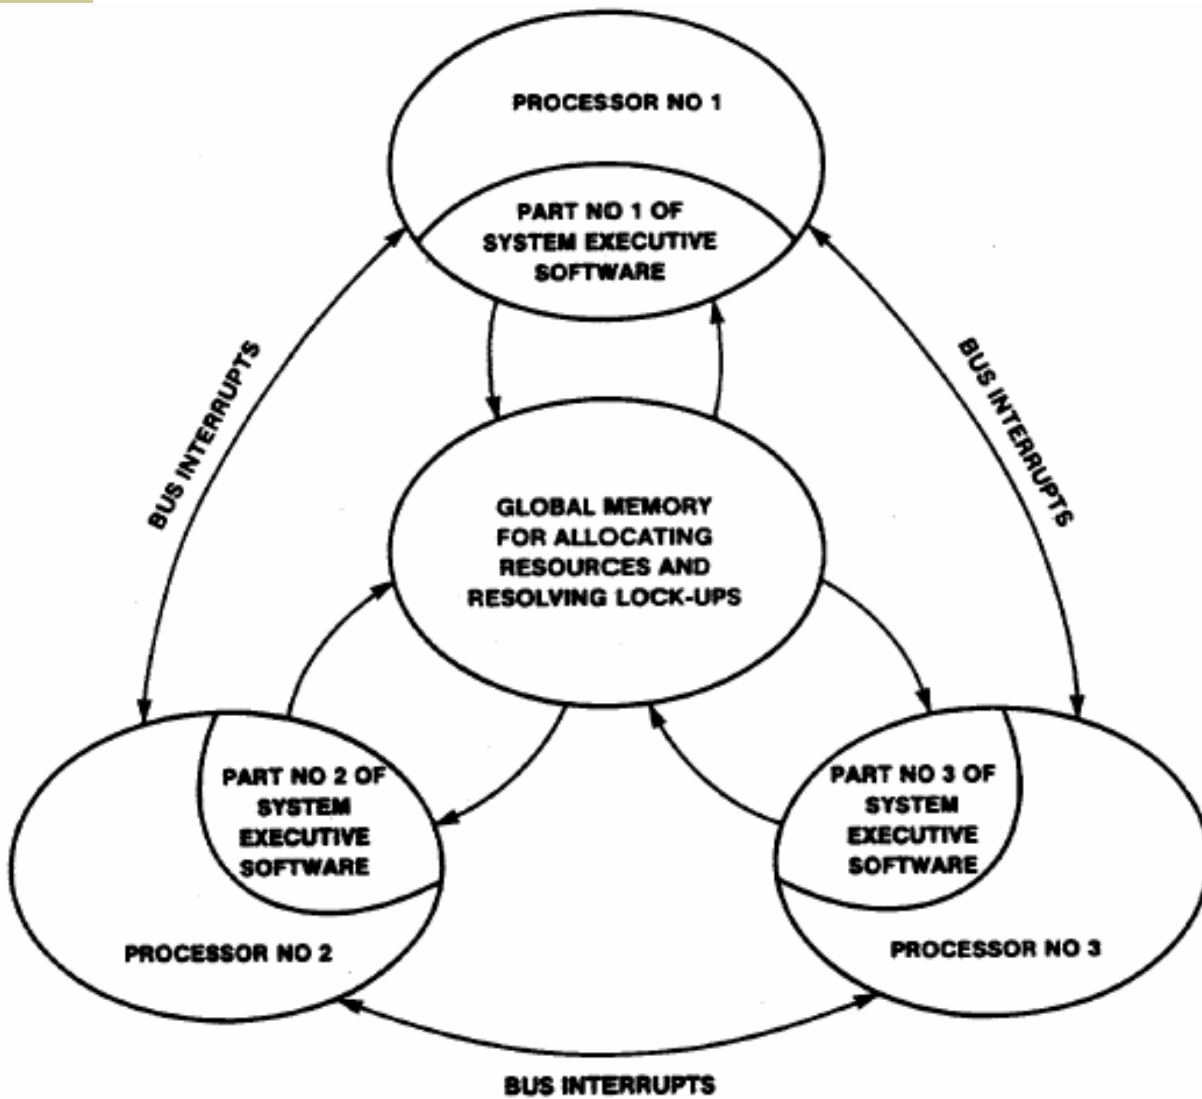 PROCESSOR NO 1
PART NO 1 OF
SYSTEM EXECUTIVE
SOFTWARE
BUS INTERRUPTS
BUS INTERRUPTS
GLOBAL MEMORY
FOR ALLOCATING
RESOURCES AND
RESOLVING LOCK-UPS
PART NO 2 OF
SYSTEM
EXECUTIVE
SOFTWARE
PROCESSOR NO 2
PART NO 3 OF
SYSTEM
EXECUTIVE
SOFTWARE
PROCESSOR NO 3
BUS INTERRUPTS